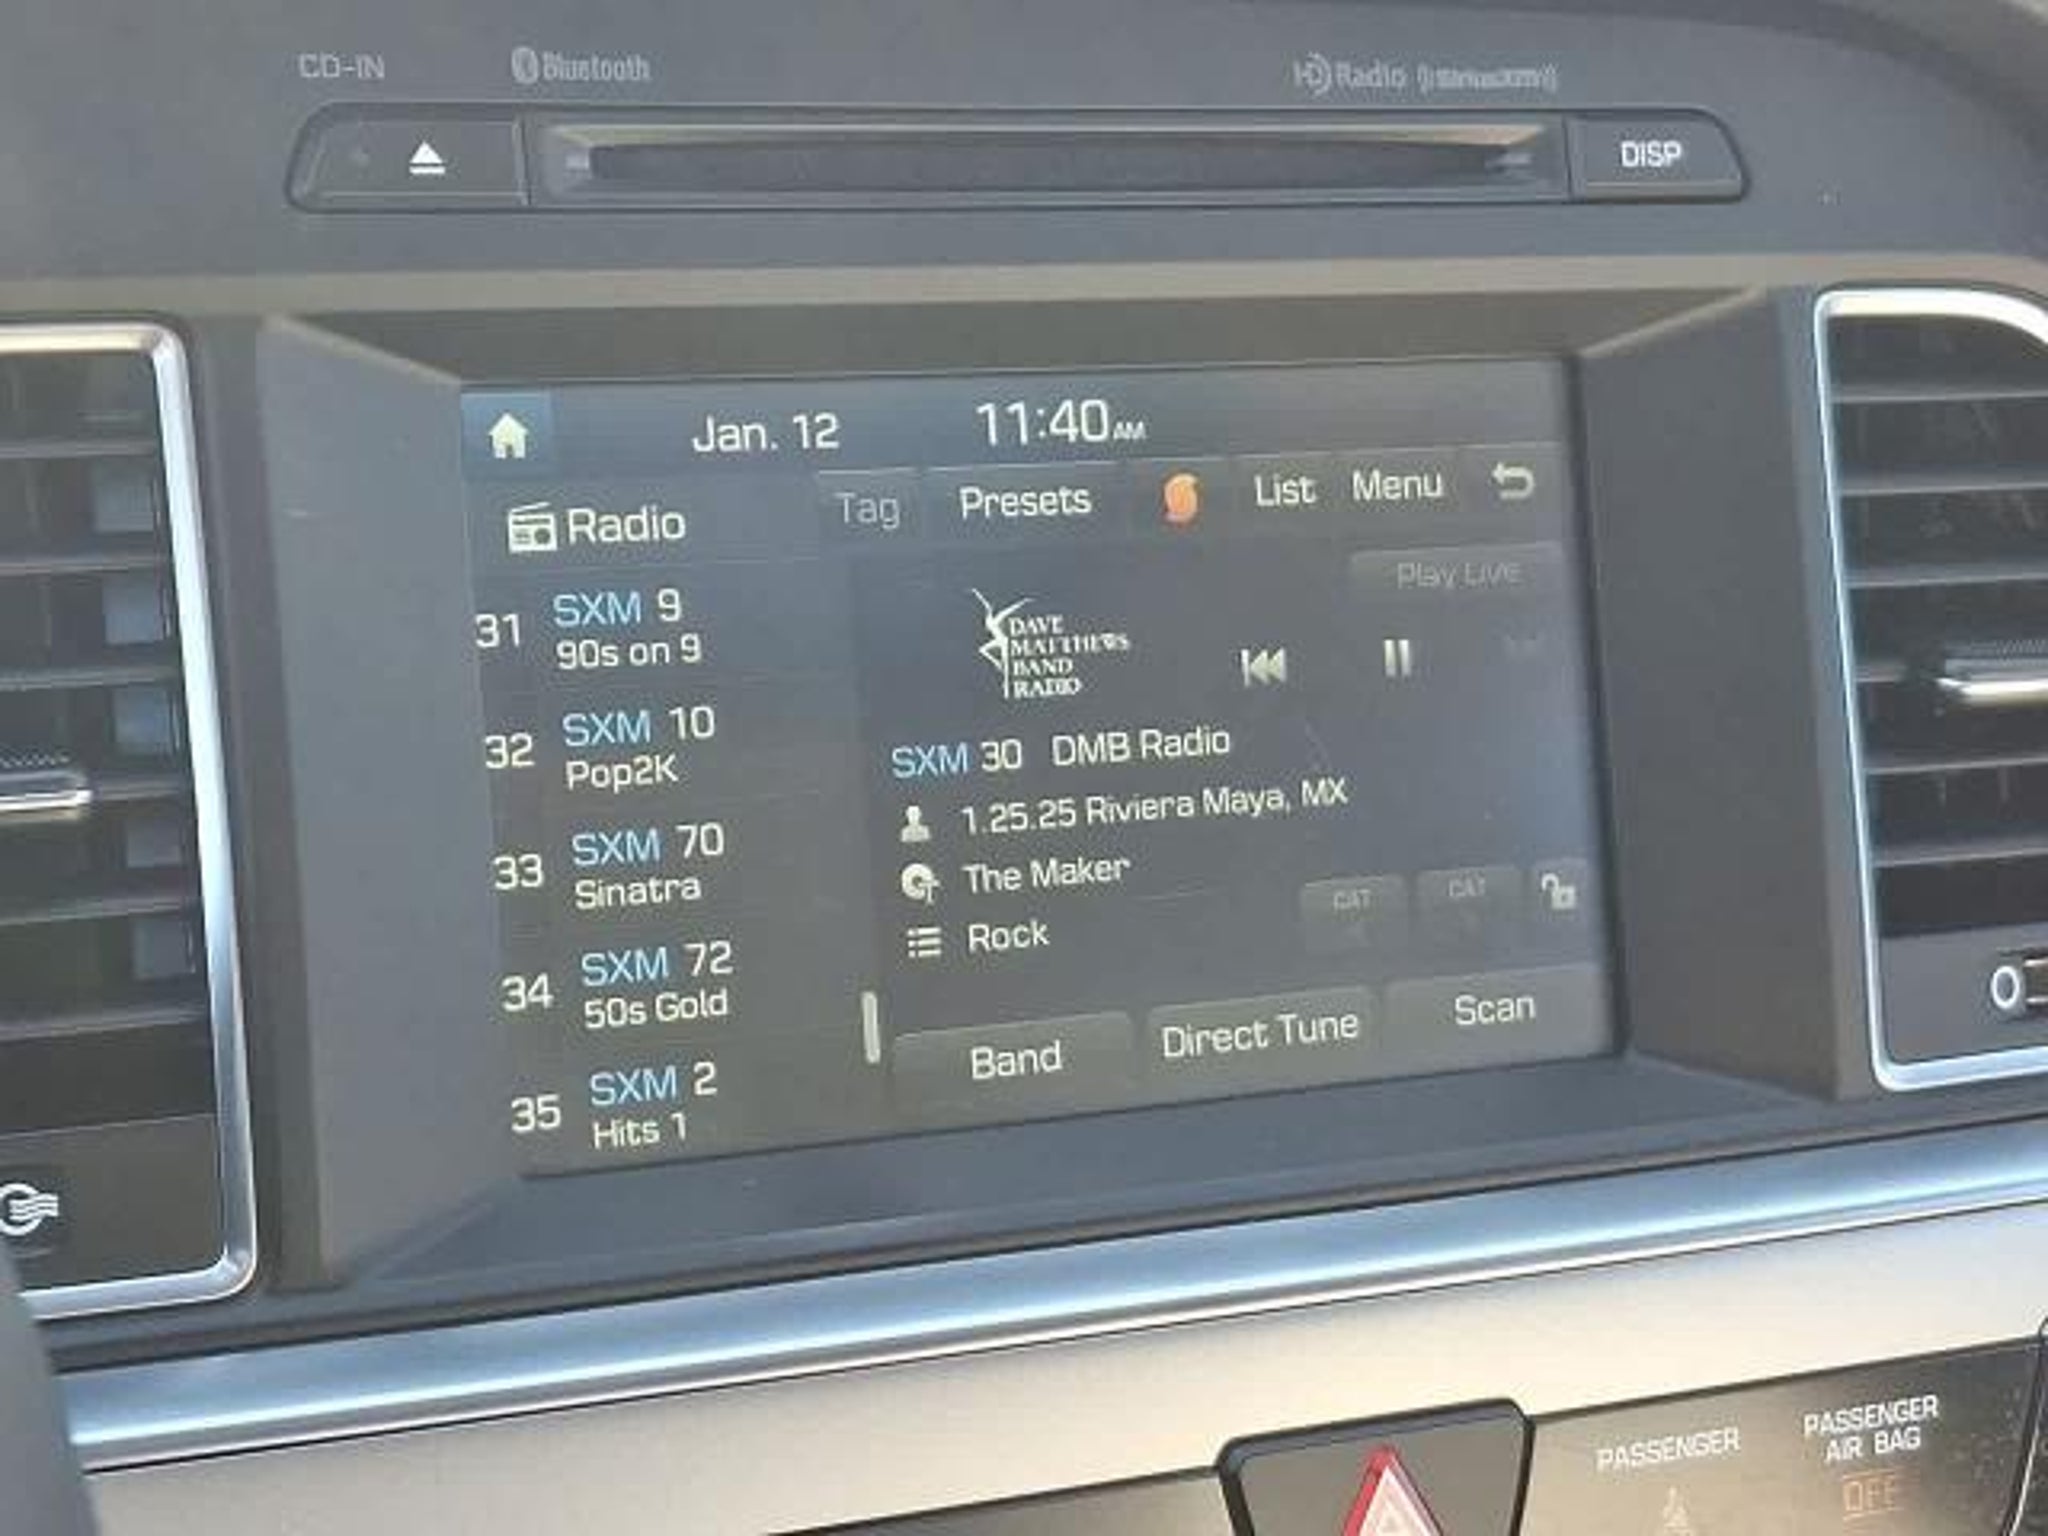 CD-IN
Bluetooth
HD Radio ((SiriusXM))
DISP
Jan. 12
11:40 AM
Radio
Tag
Presets
List
Menu
Play Live
31 SXM 9
90s on 9
32 SXM 10
Pop2K
33 SXM 70
Sinatra
34 SXM 72
50s Gold
35 SXM 2
Hits 1
DAVE
MATTHEWS
BAND
RADIO
SXM 30 DMB Radio
1.25.25 Riviera Maya, MX
The Maker
Rock
CAT
CAT
Band
Direct Tune
Scan
PASSENGER
PASSENGER
AIR BAG
OFF